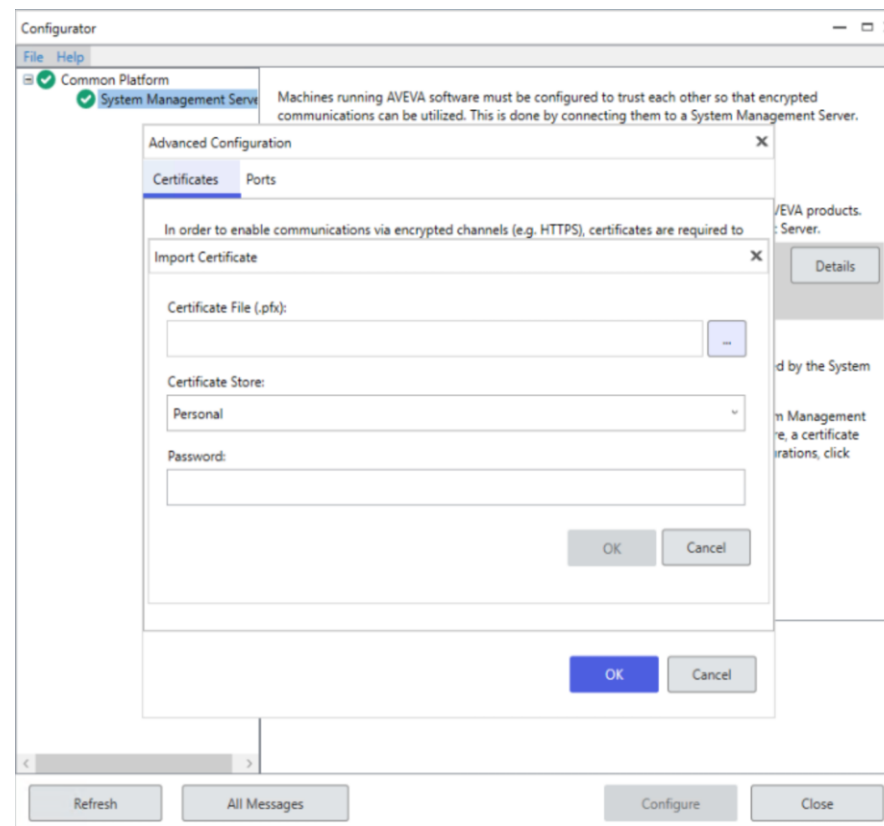 Configurator
File Help
Common Platform
System Management Serve
Machines running AVEVA software must be configured to trust each other so that encrypted
communications can be utilized. This is done by connecting them to a System Management Server.
Advanced Configuration
Certificates Ports
In order to enable communications via encrypted channels (e.g. HTTPS), certificates are required to
products.
Server.
Import Certificate
Details
Certificate File (.pfx):
...
by the System
Certificate Store:
Personal
Management
a certificate
click
Password:
OK Cancel
OK Cancel
Refresh All Messages Configure Close